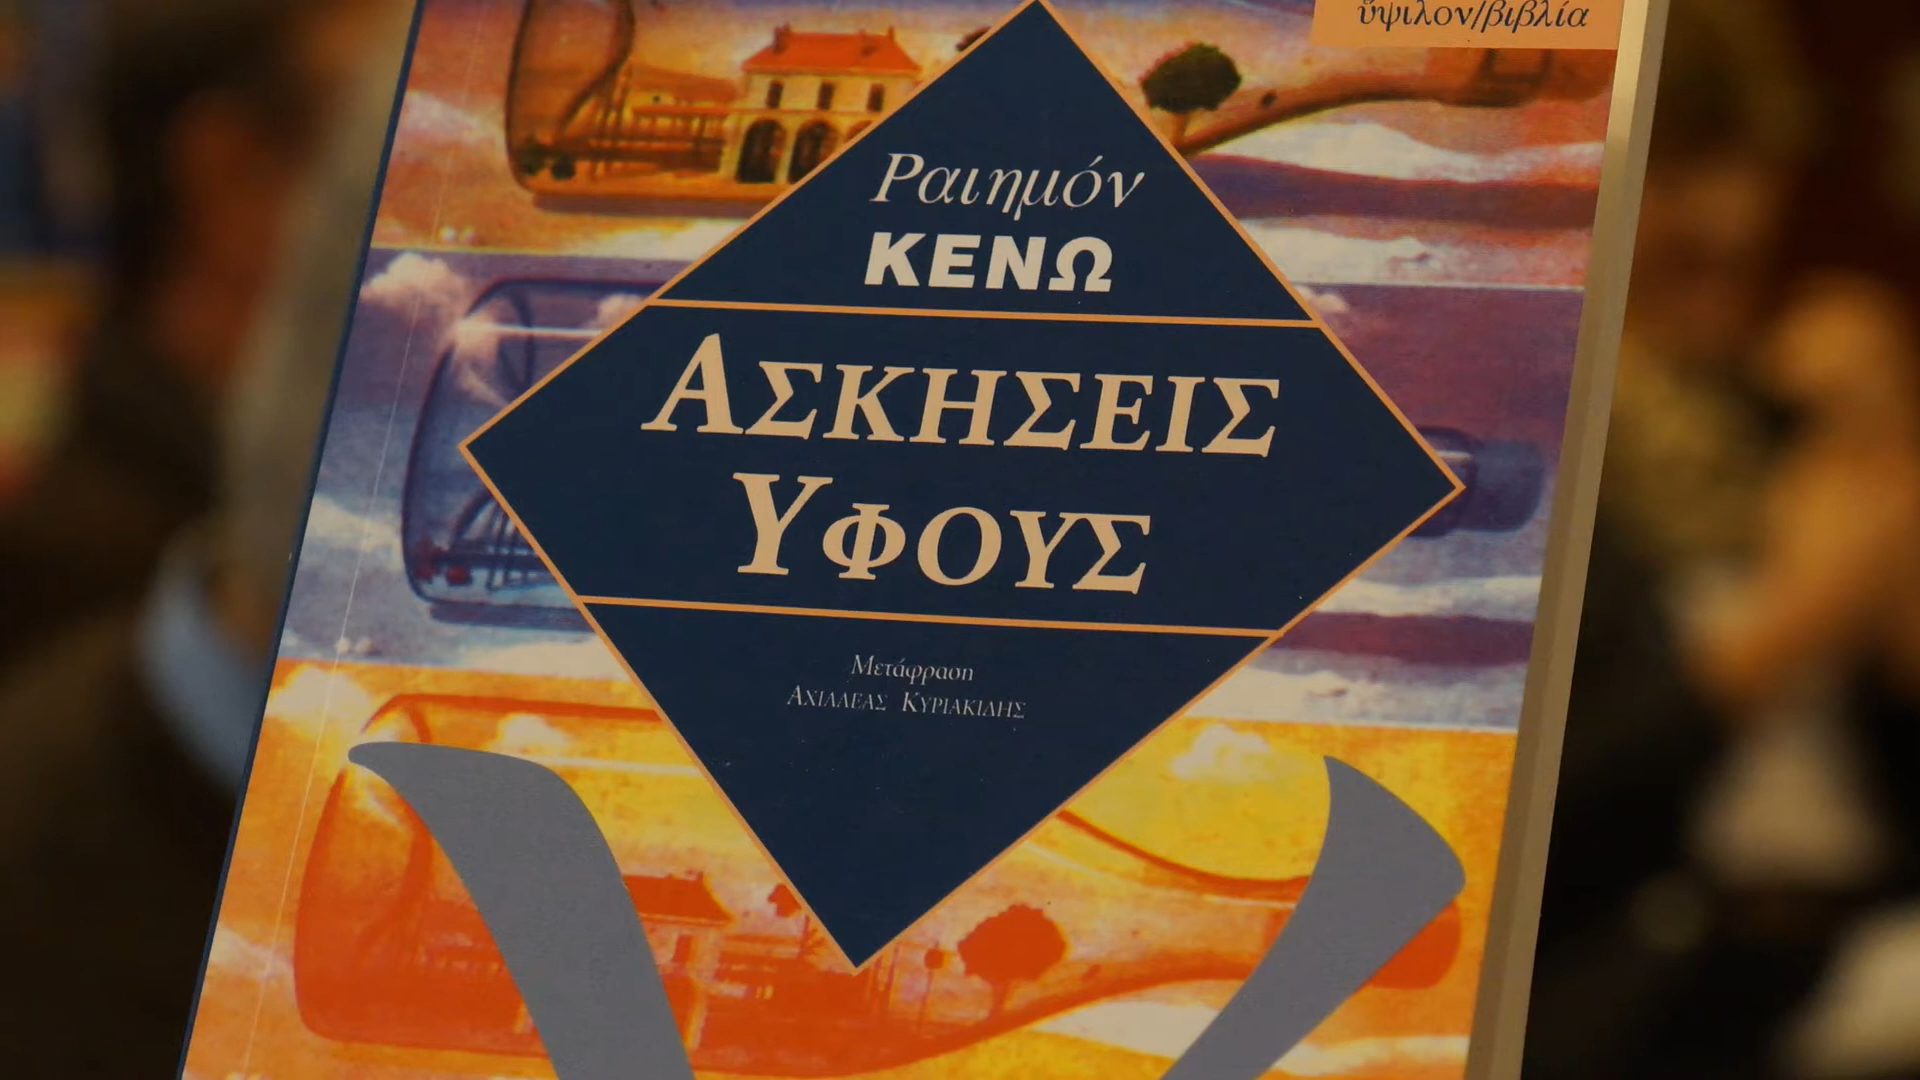 ὕψιλον/βιβλία
Ραιημόν
ΚΕΝΩ
ΑΣΚΗΣΕΙΣ
ΥΦΟΥΣ
Μετάφραση
ΑΧΙΛΛΕΑΣ ΚΥΡΙΑΚΙΔΗΣ